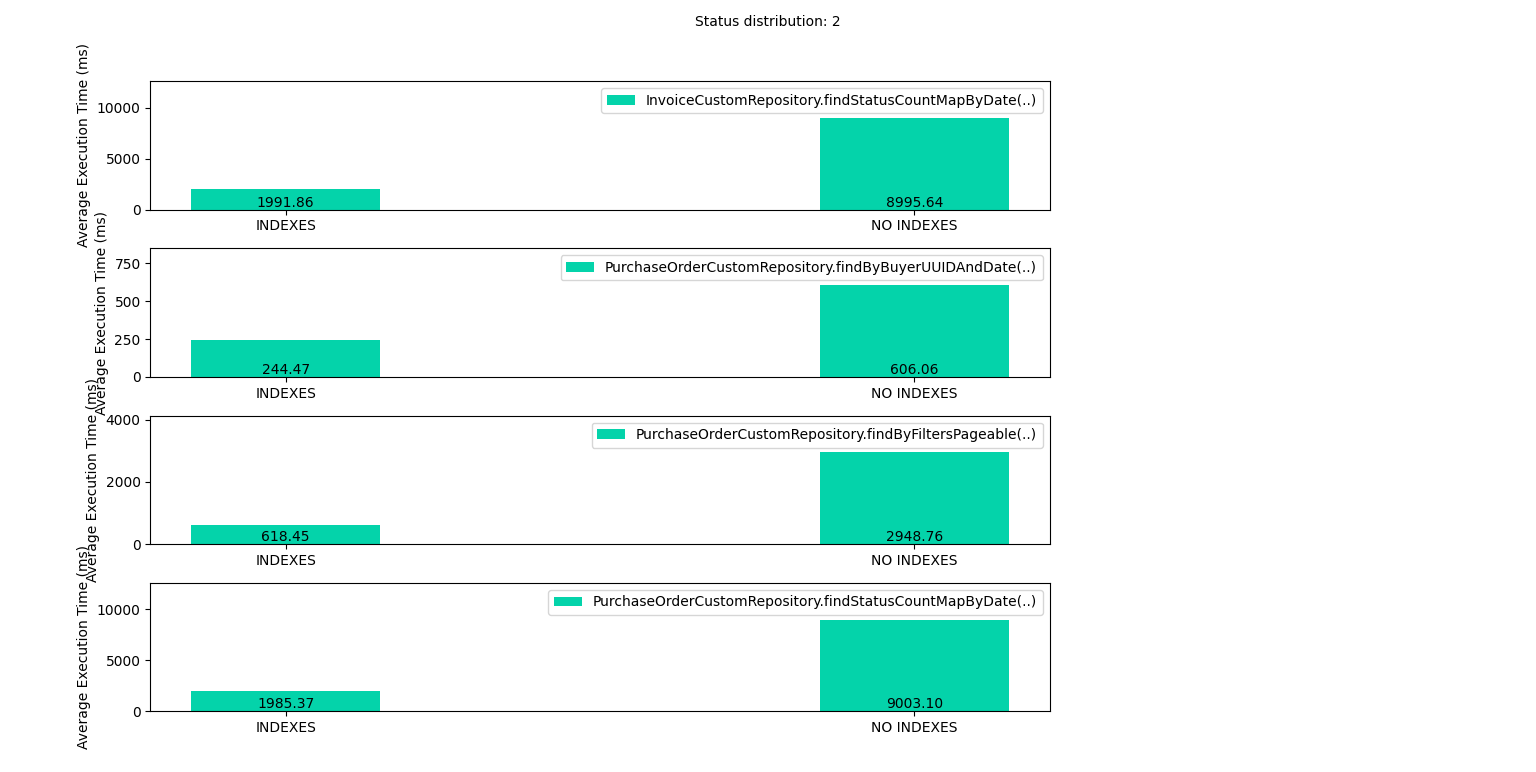 Status distribution: 2
Average Execution Time (ms)
10000
5000
0
InvoiceCustomRepository.findStatusCountMapByDate(..)
1991.86
8995.64
INDEXES
NO INDEXES
Average Execution Time (ms)
750
500
250
0
PurchaseOrderCustomRepository.findByBuyerUUIDAndDate(..)
244.47
606.06
INDEXES
NO INDEXES
Average Execution Time (ms)
4000
2000
0
PurchaseOrderCustomRepository.findByFiltersPageable(..)
618.45
2948.76
INDEXES
NO INDEXES
Average Execution Time (ms)
10000
5000
0
PurchaseOrderCustomRepository.findStatusCountMapByDate(..)
1985.37
9003.10
INDEXES
NO INDEXES